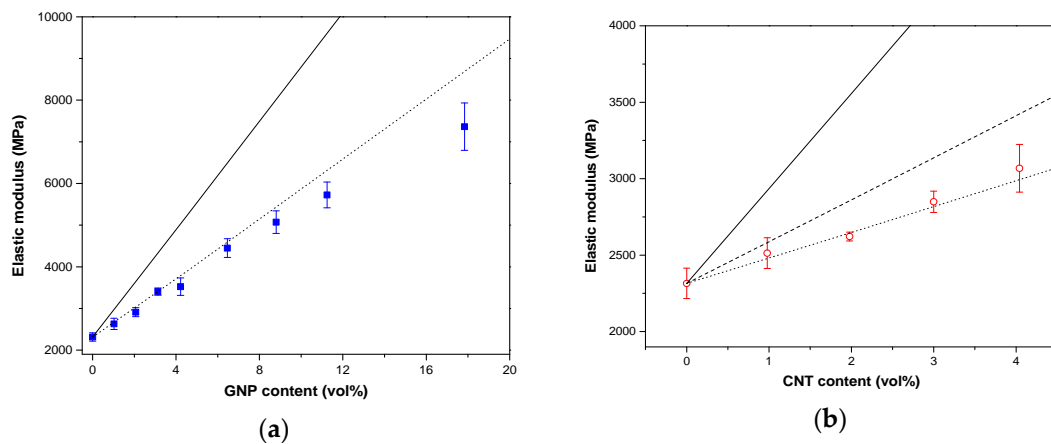 10000
8000
6000
4000
2000
Elastic modulus (MPa)
0 4 8 12 16 20
GNP content (vol%)
(a)
4000
3500
3000
2500
2000
Elastic modulus (MPa)
0 1 2 3 4
CNT content (vol%)
(b)